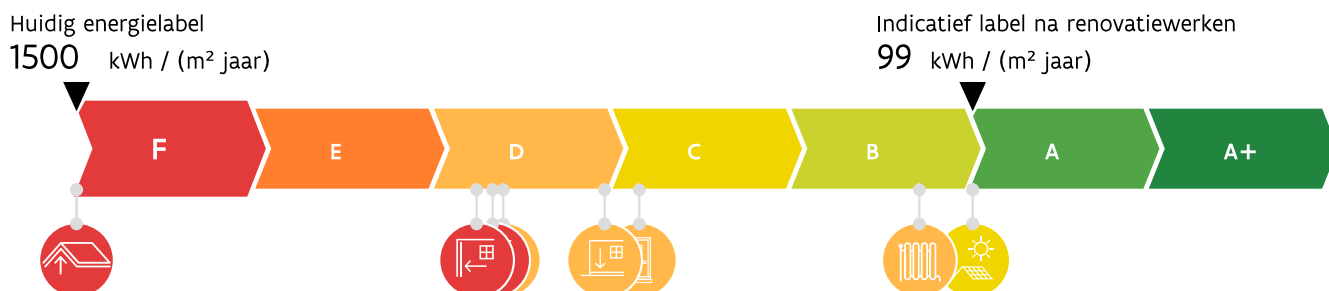 Huidig energielabel
1500 kWh / (m² jaar)
Indicatief label na renovatiewerken
99 kWh / (m² jaar)
F E D C B A A+